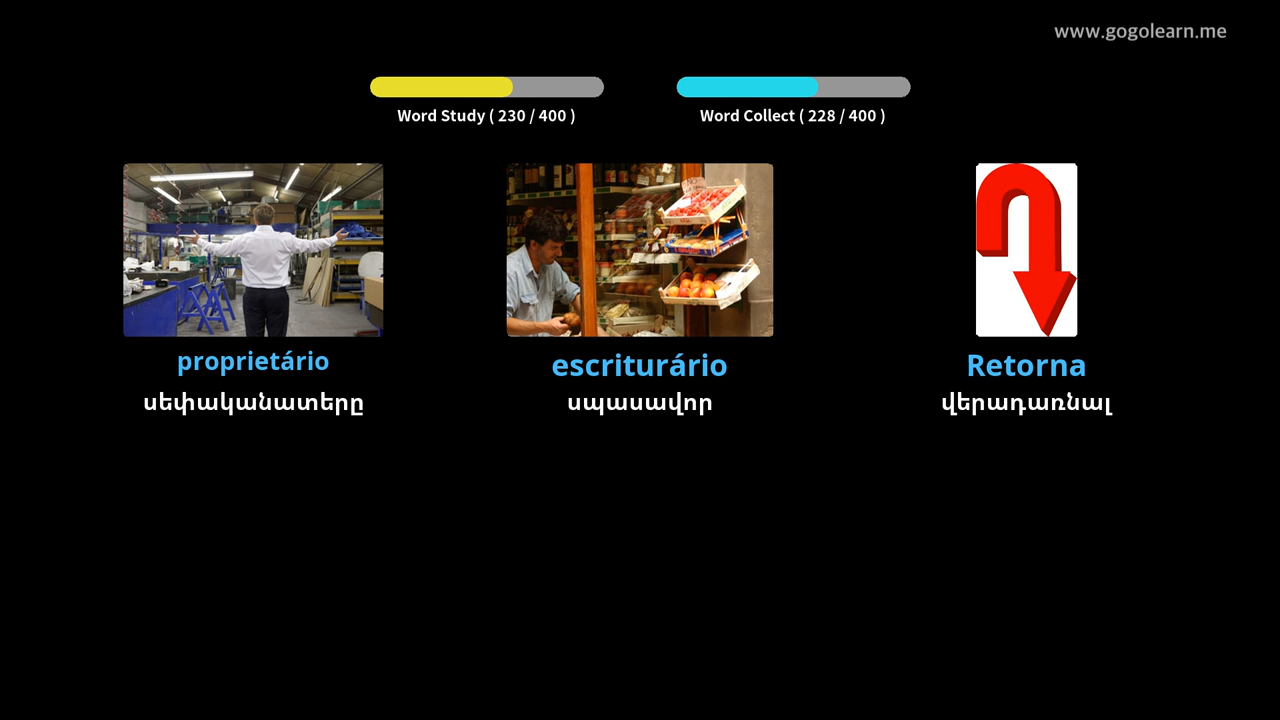 www.gogolearn.me
Word Study ( 230 / 400 )
Word Collect ( 228 / 400 )
proprietário
escriturário
Retorna
սեփականատերը
սպասավոր
վերադառնալ